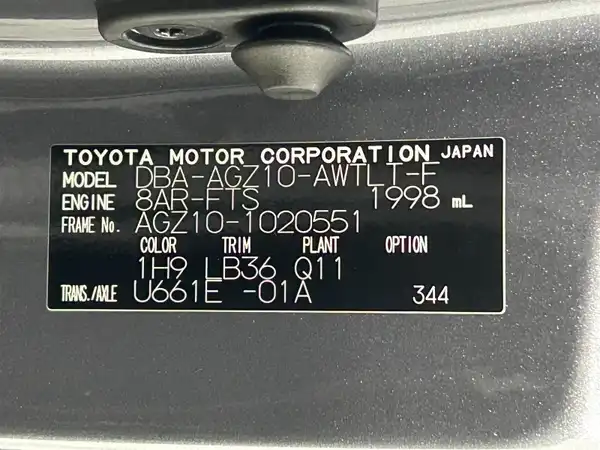 TOYOTA MOTOR CORPORATION JAPAN
MODEL DBA-AGZ10-AWTLT-F
ENGINE 8AR-FTS 1998 mL
FRAME No. AGZ10-1020551
COLOR TRIM PLANT OPTION
1H9 LB36 Q11
TRANS./AXLE U661E -01A 344